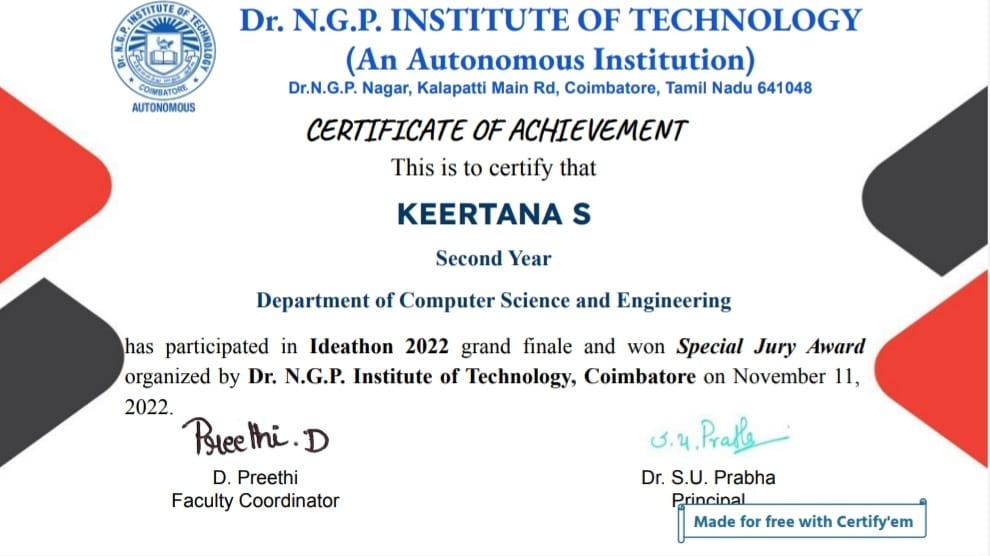 Dr. N.G.P. INSTITUTE OF TECHNOLOGY
COIMBATORE
AUTONOMOUS
Dr. N.G.P. INSTITUTE OF TECHNOLOGY
(An Autonomous Institution)
Dr.N.G.P. Nagar, Kalapatti Main Rd, Coimbatore, Tamil Nadu 641048
CERTIFICATE OF ACHIEVEMENT
This is to certify that
KEERTANA S
Second Year
Department of Computer Science and Engineering
has participated in Ideathon 2022 grand finale and won Special Jury Award
organized by Dr. N.G.P. Institute of Technology, Coimbatore on November 11,
2022.
Preethi.D
D. Preethi
Faculty Coordinator
Dr. S.U. Prabha
Principal
Made for free with Certify'em